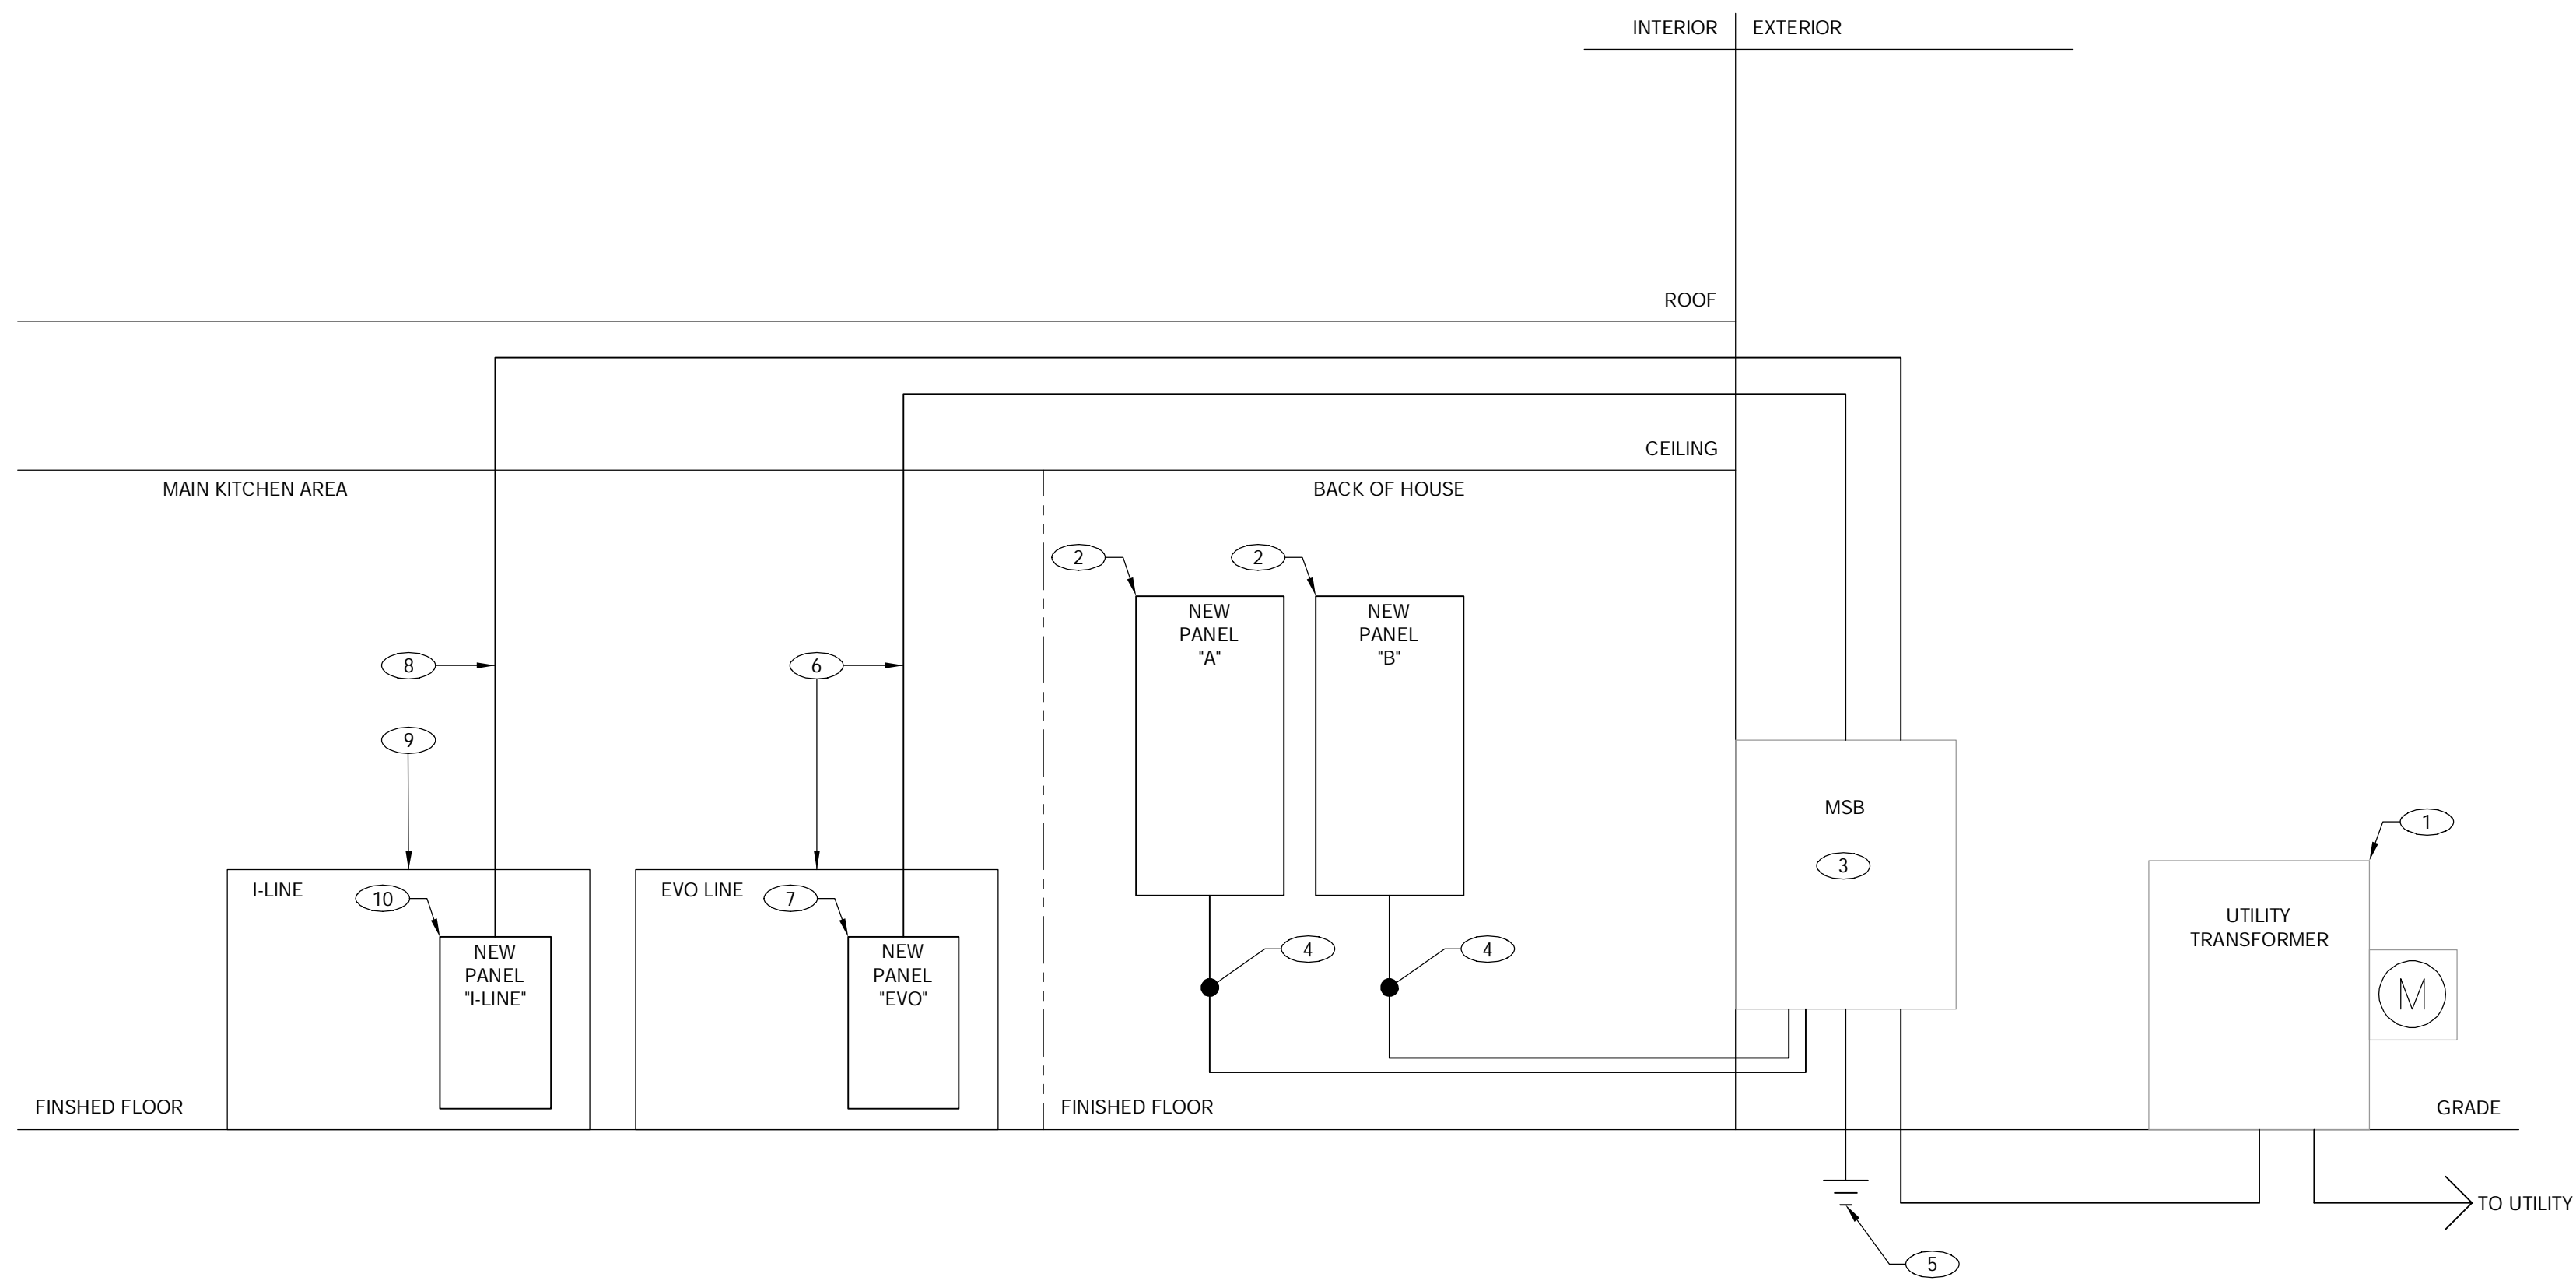 INTERIOR
EXTERIOR
ROOF
CEILING
MAIN KITCHEN AREA
BACK OF HOUSE
2
2
NEW
PANEL
"A"
NEW
PANEL
"B"
8
6
9
MSB
3
1
I-LINE
10
EVO LINE
7
NEW
PANEL
"I-LINE"
NEW
PANEL
"EVO"
4
4
UTILITY
TRANSFORMER
M
FINSHED FLOOR
FINISHED FLOOR
GRADE
TO UTILITY
5